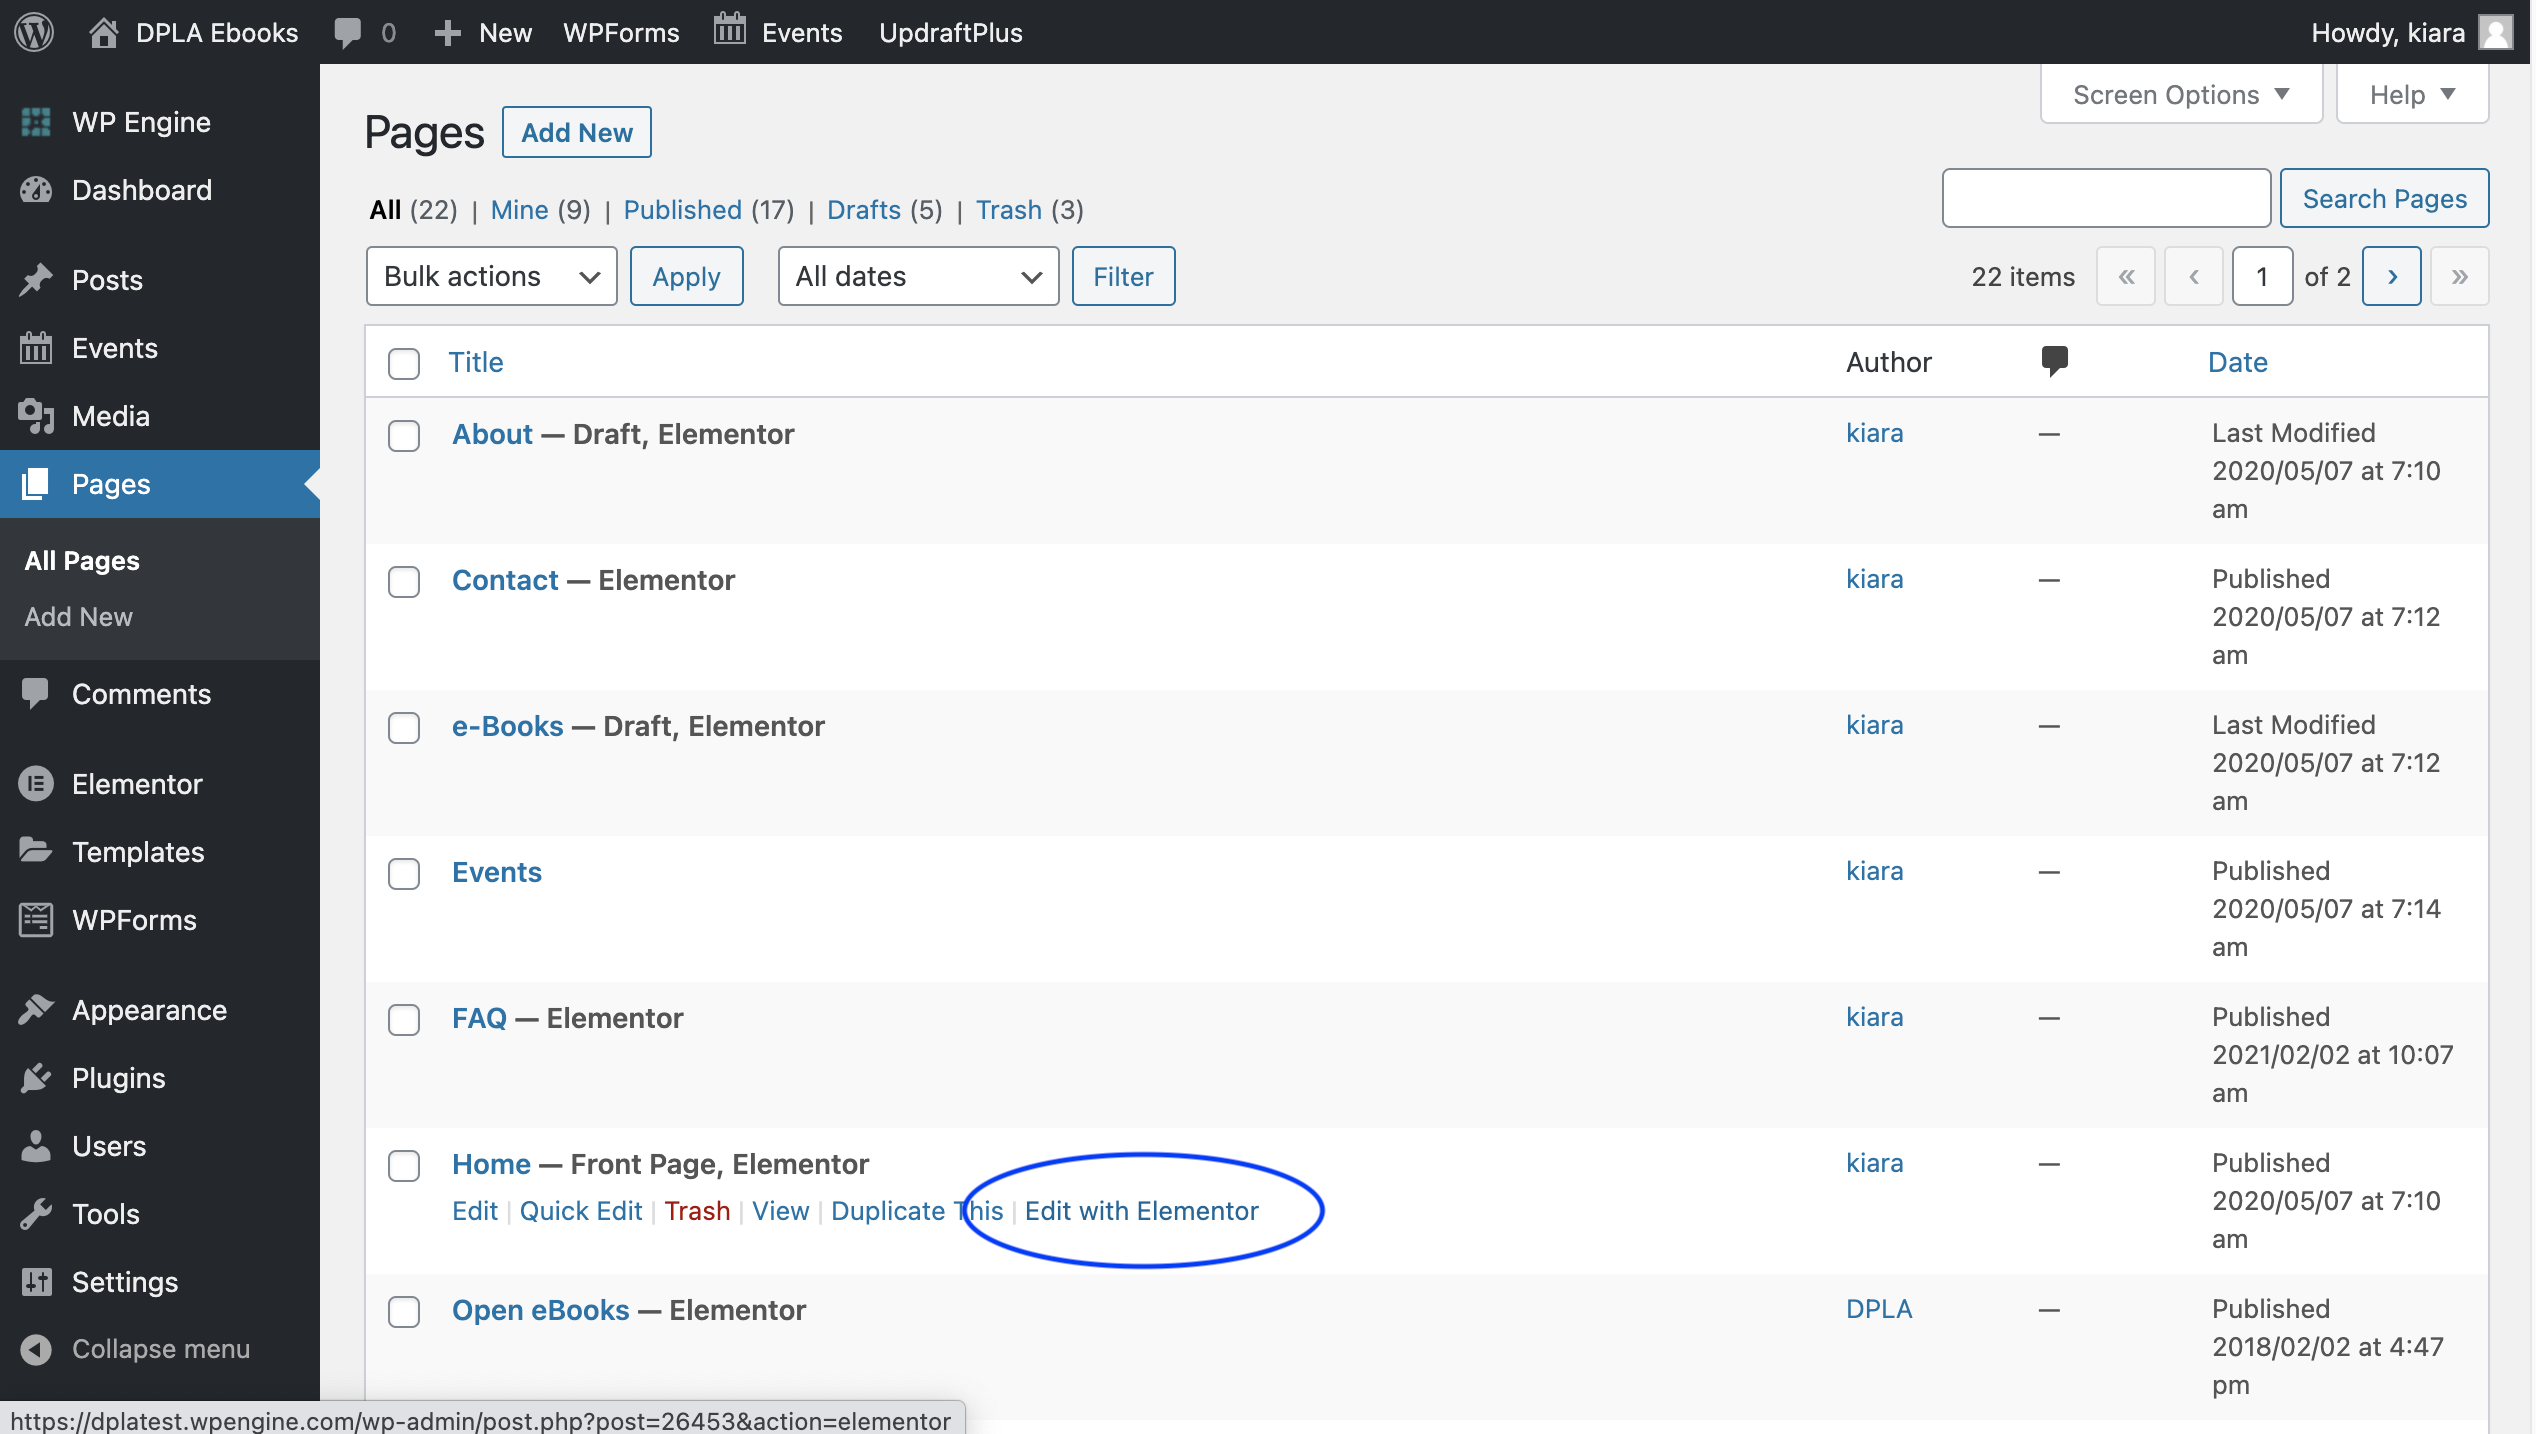 DPLA Ebooks 0 New WPForms Events UpdraftPlus Howdy, kiara
WP Engine
Dashboard
Posts
Events
Media
Pages
All Pages
Add New
Comments
Elementor
Templates
WPForms
Appearance
Plugins
Users
Tools
Settings
Collapse menu
Screen Options ▼ Help ▼
Pages Add New
All (22) | Mine (9) | Published (17) | Drafts (5) | Trash (3)
Search Pages
Bulk actions Apply All dates Filter 22 items « ‹ 1 of 2 › »
Title Author Date
About — Draft, Elementor kiara — Last Modified
2020/05/07 at 7:10
am
Contact — Elementor kiara — Published
2020/05/07 at 7:12
am
e-Books — Draft, Elementor kiara — Last Modified
2020/05/07 at 7:12
am
Events kiara — Published
2020/05/07 at 7:14
am
FAQ — Elementor kiara — Published
2021/02/02 at 10:07
am
Home — Front Page, Elementor kiara — Published
Edit | Quick Edit | Trash | View | Duplicate This | Edit with Elementor 2020/05/07 at 7:10
am
Open eBooks — Elementor DPLA — Published
2018/02/02 at 4:47
pm
https://dplatest.wpengine.com/wp-admin/post.php?post=26453&action=elementor